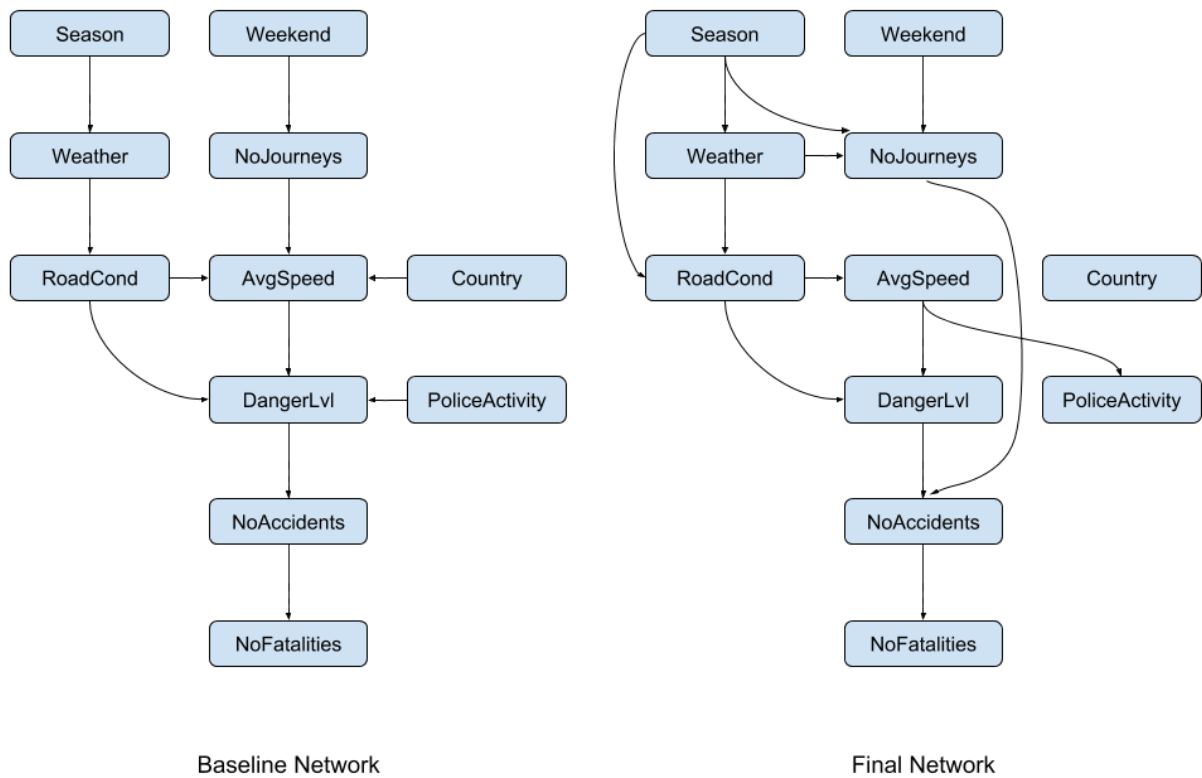 Season
Weekend
Weather
NoJourneys
RoadCond
AvgSpeed
Country
DangerLvl
PoliceActivity
NoAccidents
NoFatalities
Baseline Network
Season
Weekend
Weather
NoJourneys
RoadCond
AvgSpeed
Country
DangerLvl
PoliceActivity
NoAccidents
NoFatalities
Final Network